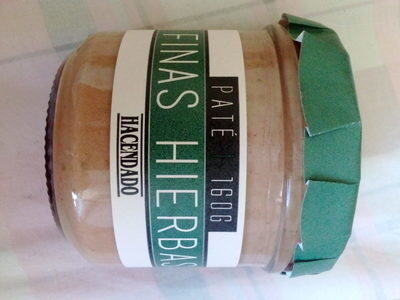 PATÉ 160G
FINAS HIERBAS
HACENDADO